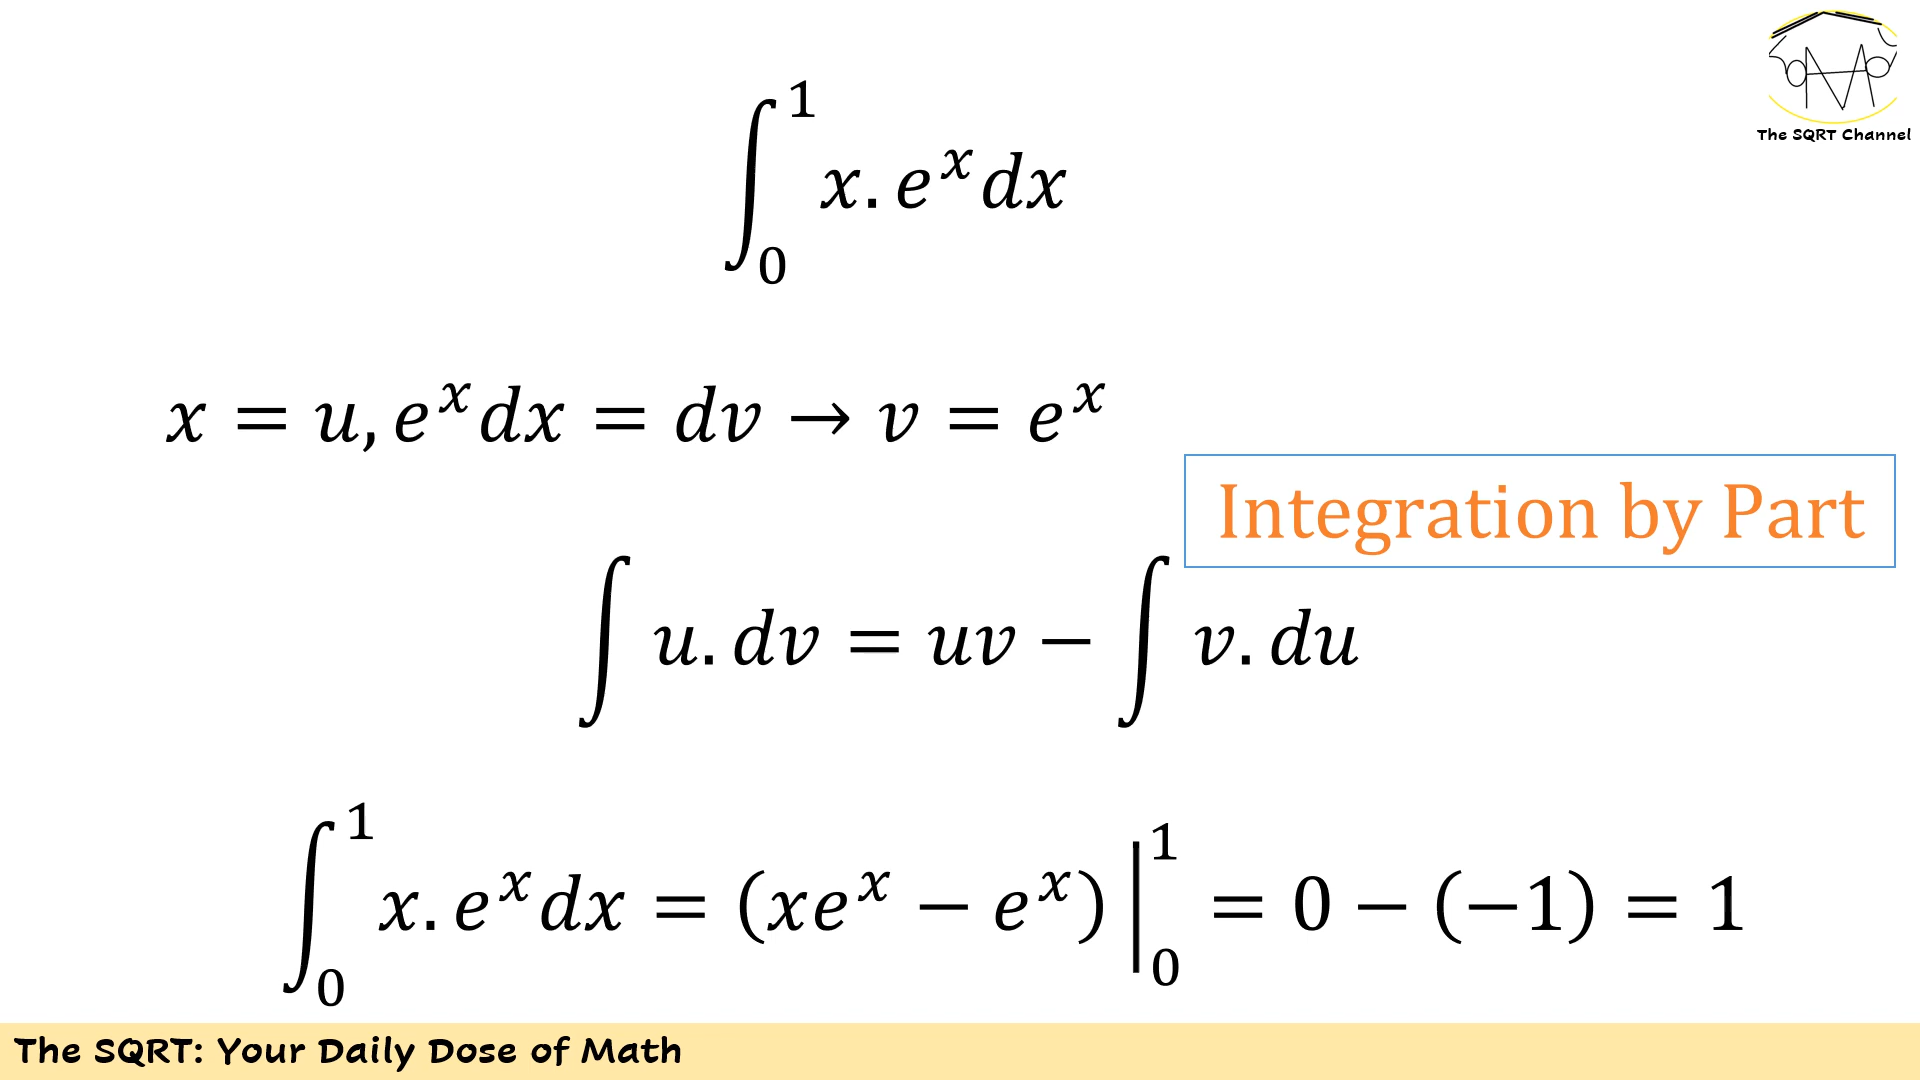 The SQRT Channel
∫₀¹ x.eˣdx
x = u, eˣdx = dv → v = eˣ
Integration by Part
∫ u.dv = uv − ∫ v.du
∫₀¹ x.eˣdx = (xeˣ − eˣ)|₀¹ = 0 − (−1) = 1
The SQRT: Your Daily Dose of Math